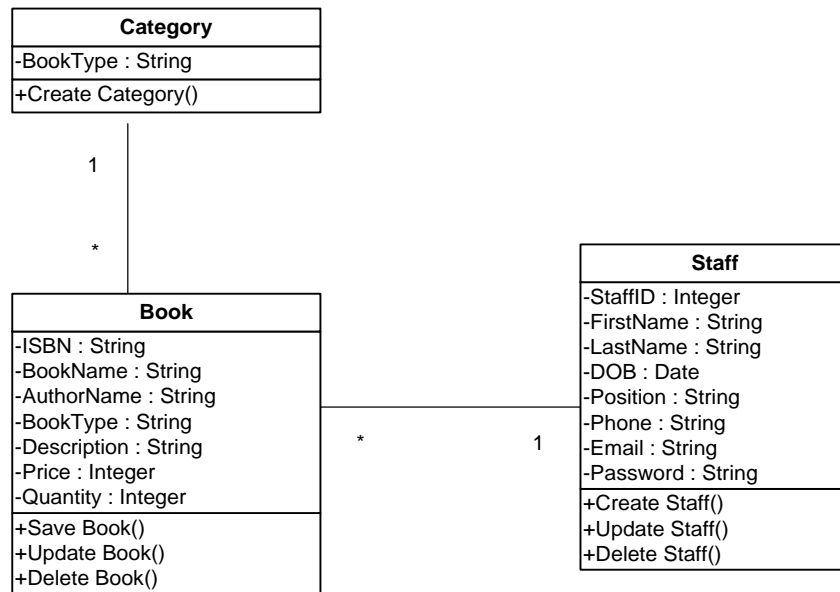 Category
-BookType : String
+Create Category()
1
*
Book
-ISBN : String
-BookName : String
-AuthorName : String
-BookType : String
-Description : String
-Price : Integer
-Quantity : Integer
+Save Book()
+Update Book()
+Delete Book()
*
1
Staff
-StaffID : Integer
-FirstName : String
-LastName : String
-DOB : Date
-Position : String
-Phone : String
-Email : String
-Password : String
+Create Staff()
+Update Staff()
+Delete Staff()